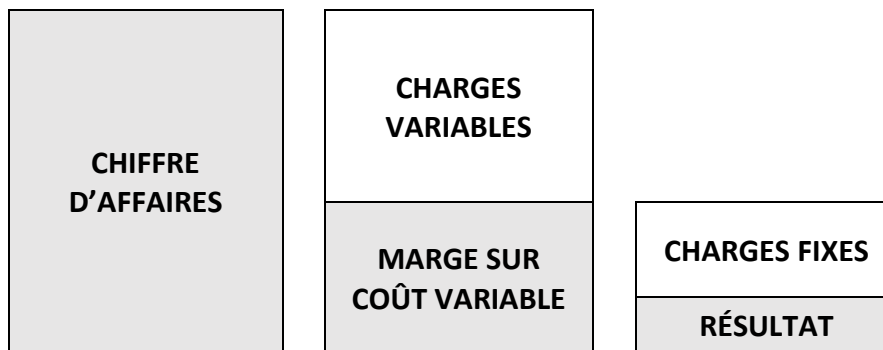 CHIFFRE
D’AFFAIRES
CHARGES
VARIABLES
MARGE SUR
COÛT VARIABLE
CHARGES FIXES
RÉSULTAT